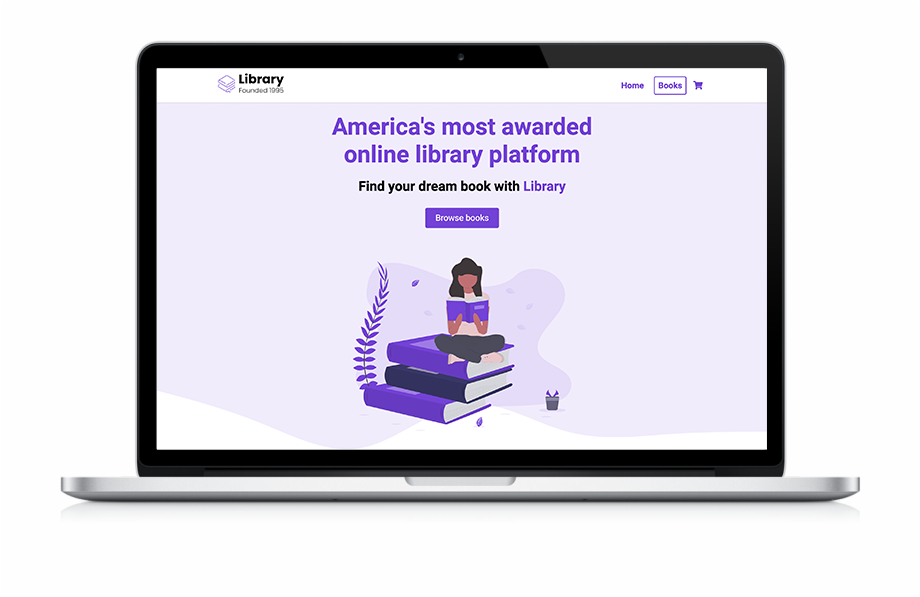 Library
Founded 1995
Home
Books
America's most awarded
online library platform
Find your dream book with Library
Browse books